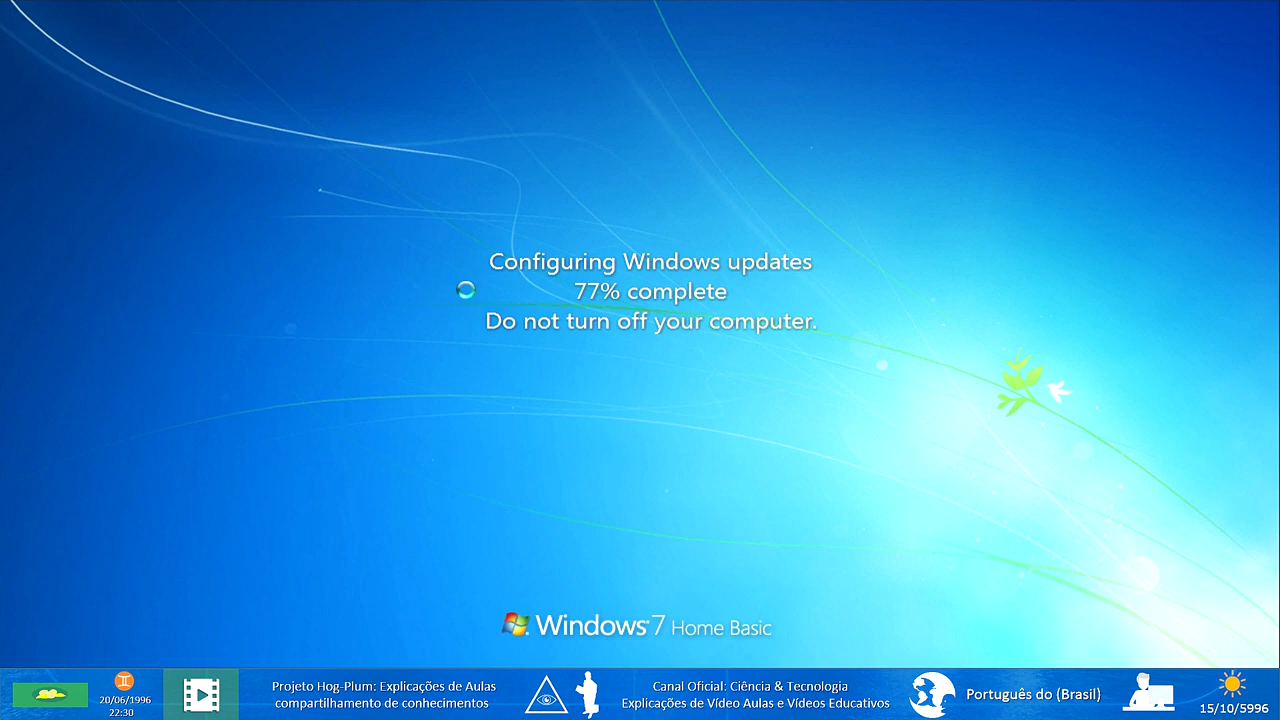 Configuring Windows updates
77% complete
Do not turn off your computer.
Windows 7 Home Basic
20/06/1996
22:30
Projeto Hog-Plum: Explicações de Aulas
compartilhamento de conhecimentos
Canal Oficial: Ciência & Tecnologia
Explicações de Vídeo Aulas e Vídeos Educativos
Português do (Brasil)
15/10/5996